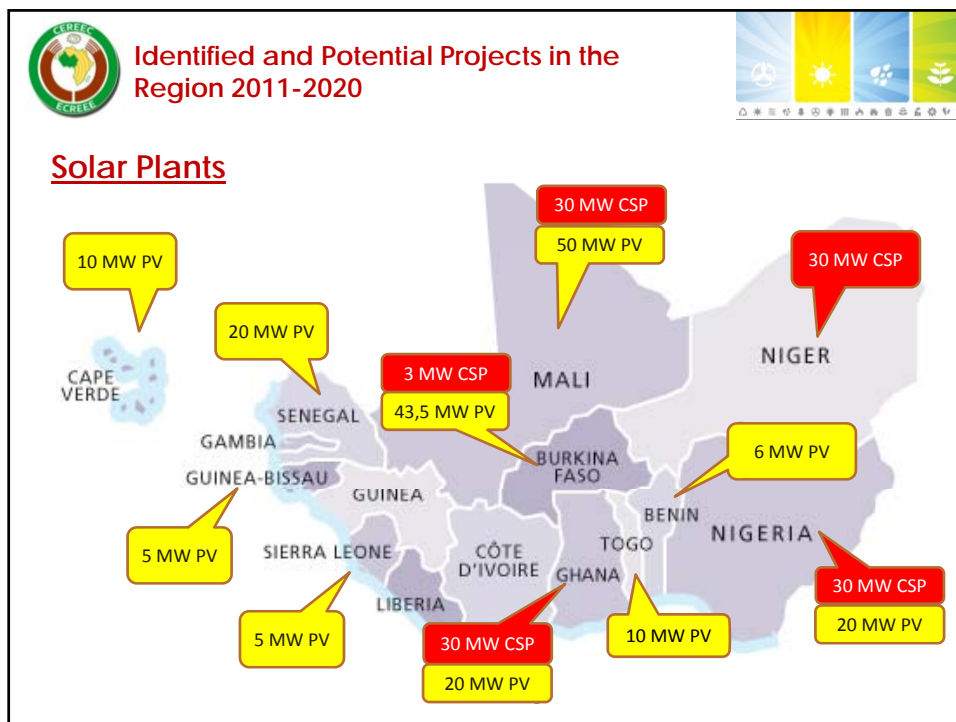 CEREEC
ECREEE
Identified and Potential Projects in the
Region 2011-2020
Solar Plants
30 MW CSP
50 MW PV
10 MW PV
30 MW CSP
20 MW PV
NIGER
3 MW CSP
MALI
CAPE
VERDE
43,5 MW PV
SENEGAL
GAMBIA
6 MW PV
BURKINA
FASO
GUINEA-BISSAU
GUINEA
BENIN
NIGERIA
5 MW PV
SIERRA LEONE
CÔTE
D'IVOIRE
TOGO
GHANA
30 MW CSP
LIBERIA
20 MW PV
5 MW PV
30 MW CSP
10 MW PV
20 MW PV